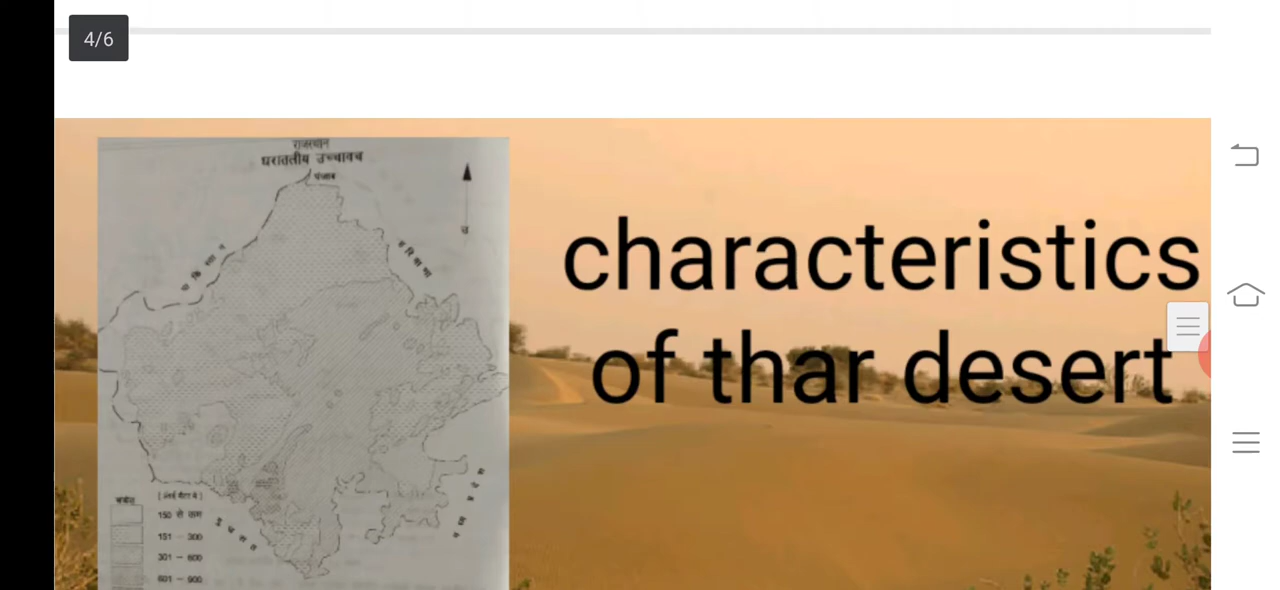 4/6
राजस्थान
धरातलीय उच्चावच
पंजाब
उ
हरियाणा
characteristics
of thar desert
संकेत
150 से कम
151 - 300
301 - 600
601 - 900